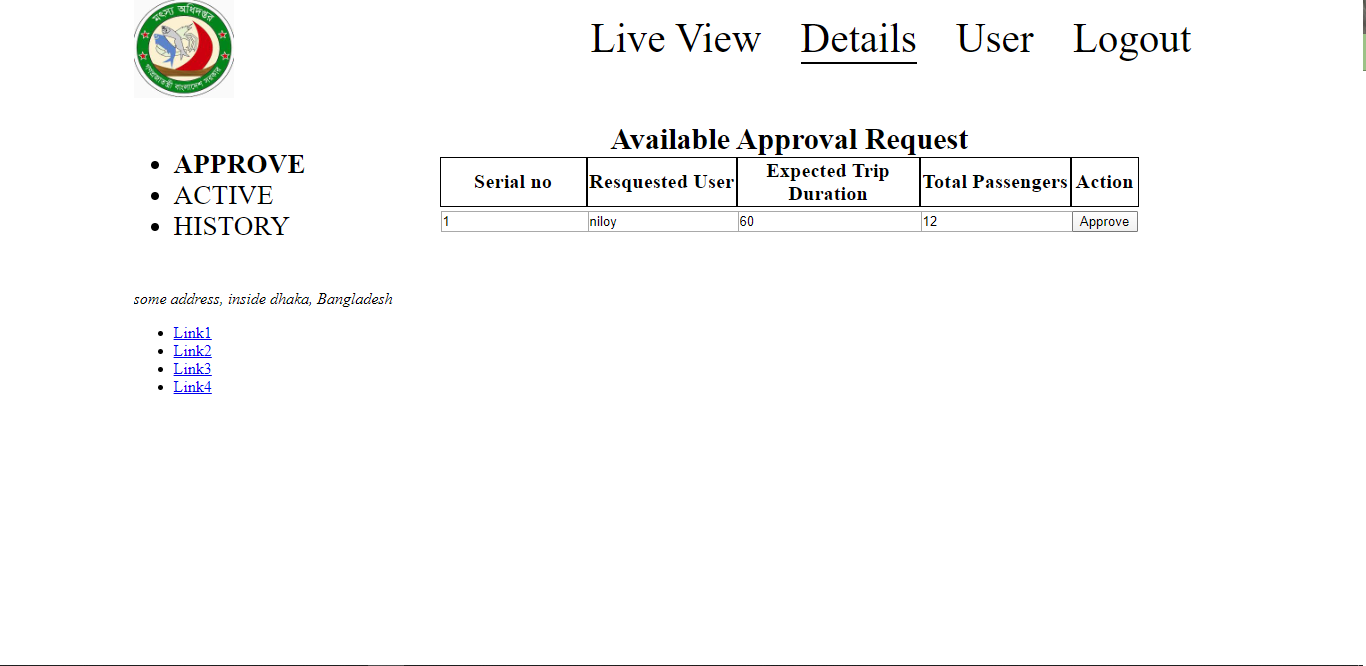 মৎস্য অধিদপ্তর
গণপ্রজাতন্ত্রী বাংলাদেশ সরকার
Live View Details User Logout
APPROVE
ACTIVE
HISTORY
Available Approval Request
Serial no Resquested User Expected Trip Duration Total Passengers Action
1 niloy 60 12 Approve
some address, inside dhaka, Bangladesh
Link1
Link2
Link3
Link4